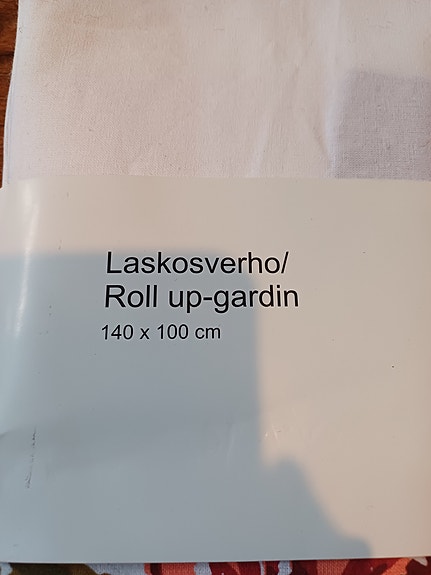 Laskosverho/
Roll up-gardin
140 x 100 cm